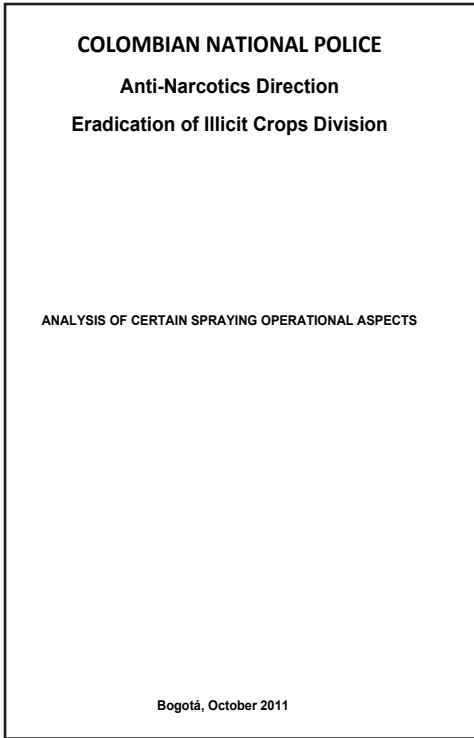 COLOMBIAN NATIONAL POLICE
Anti-Narcotics Direction
Eradication of Illicit Crops Division
ANALYSIS OF CERTAIN SPRAYING OPERATIONAL ASPECTS
Bogotá, October 2011